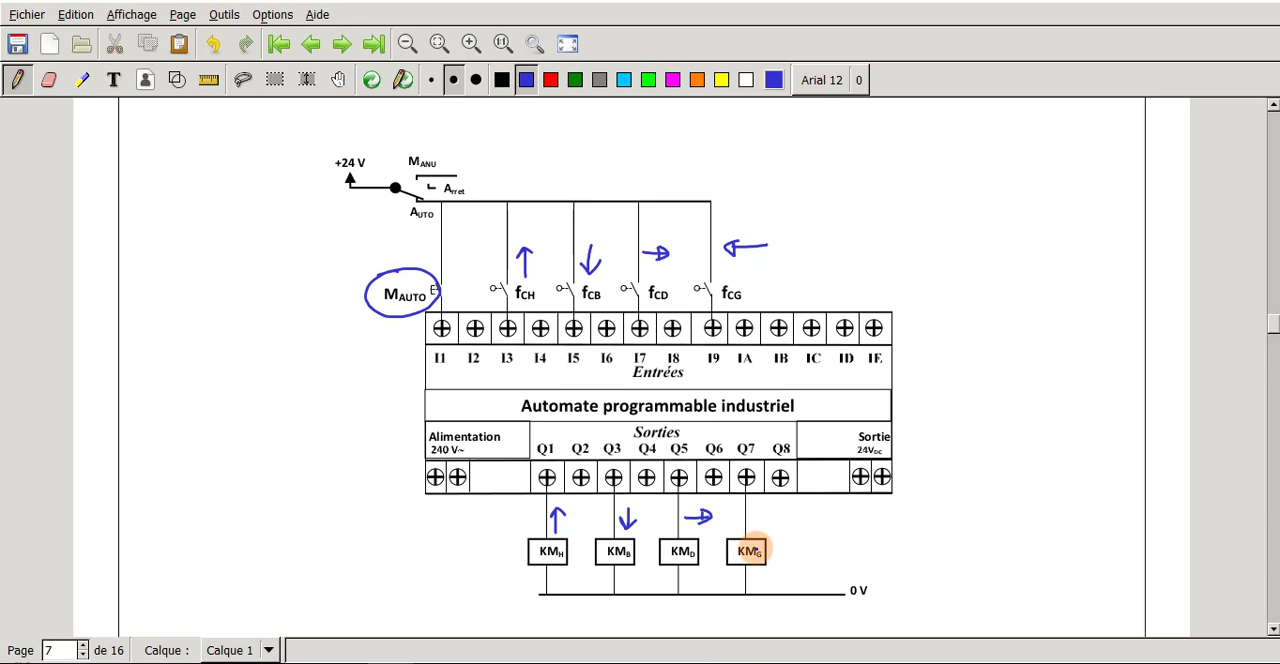 Fichier Edition Affichage Page Outils Options Aide
T Arial 12 0
+24 V MANU
Arret
AUTO
MAUTO fCH fCB fCD fCG
I1 I2 I3 I4 I5 I6 I7 I8 I9 IA IB IC ID IE
Entrées
Automate programmable industriel
Alimentation Sorties Sortie
240 V~ Q1 Q2 Q3 Q4 Q5 Q6 Q7 Q8 24VDC
KMH KMB KMD KMG
0 V
Page 7 de 16 Calque : Calque 1